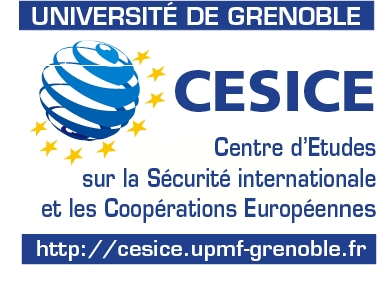 UNIVERSITÉ DE GRENOBLE
CESICE
Centre d'Etudes
sur la Sécurité internationale
et les Coopérations Européennes
http://cesice.upmf-grenoble.fr